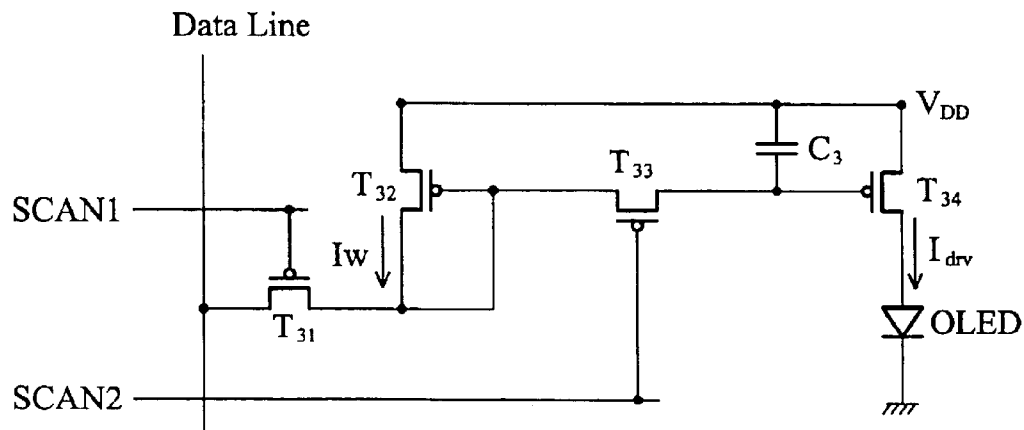 Data Line
V_DD
C_3
T_33
T_32
T_34
SCAN1
Iw
I_drv
T_31
OLED
SCAN2